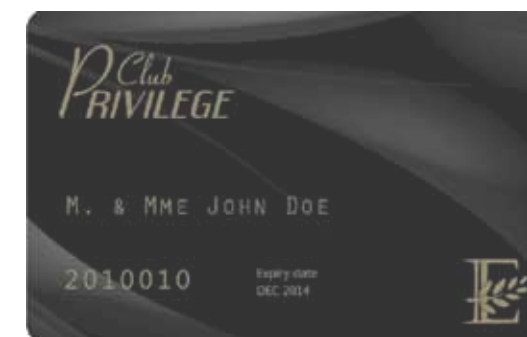 Club
PRIVILEGE
M. & MME JOHN DOE
2010010
Expiry date
DEC 2014
E